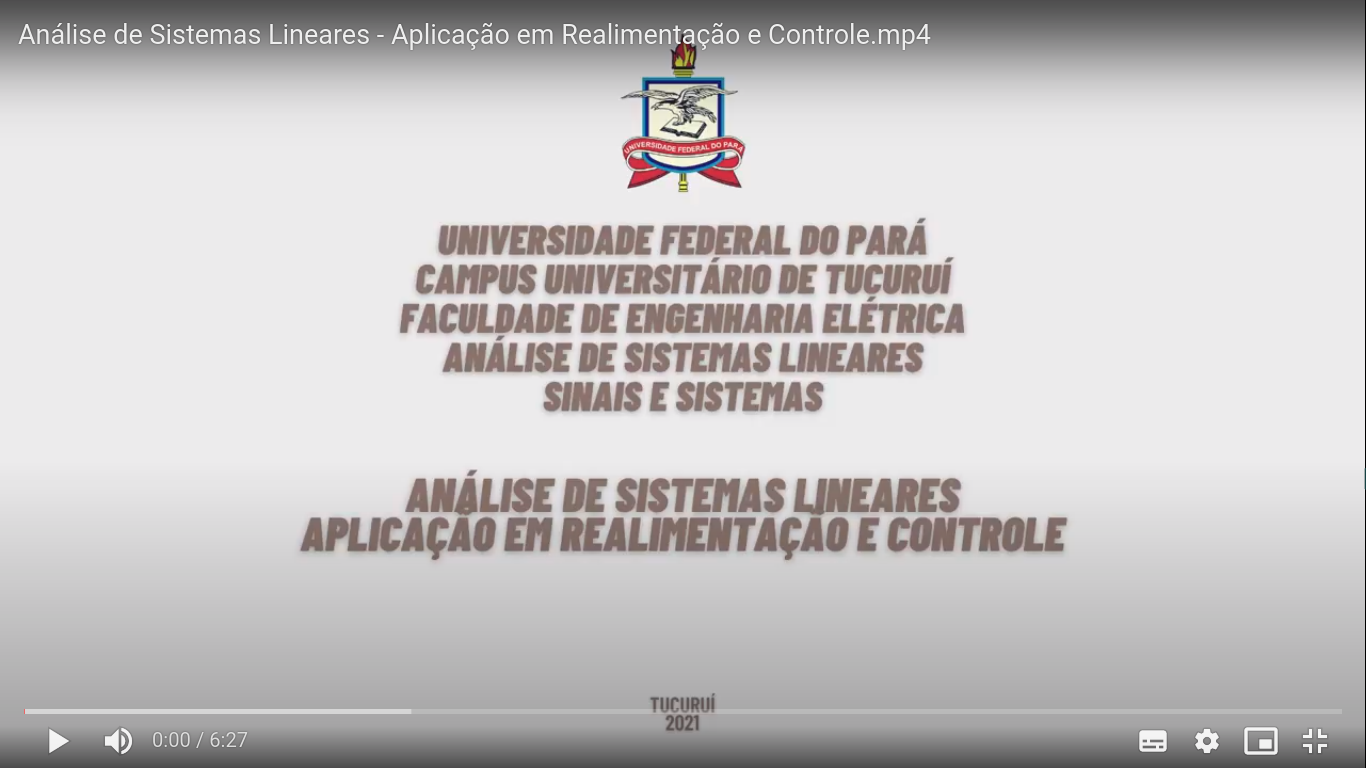 Análise de Sistemas Lineares - Aplicação em Realimentação e Controle.mp4
UNIVERSIDADE FEDERAL DO PARÁ
UNIVERSIDADE FEDERAL DO PARÁ
CAMPUS UNIVERSITÁRIO DE TUCURUÍ
FACULDADE DE ENGENHARIA ELÉTRICA
ANÁLISE DE SISTEMAS LINEARES
SINAIS E SISTEMAS
ANÁLISE DE SISTEMAS LINEARES
APLICAÇÃO EM REALIMENTAÇÃO E CONTROLE
TUCURUÍ
2021
0:00 / 6:27